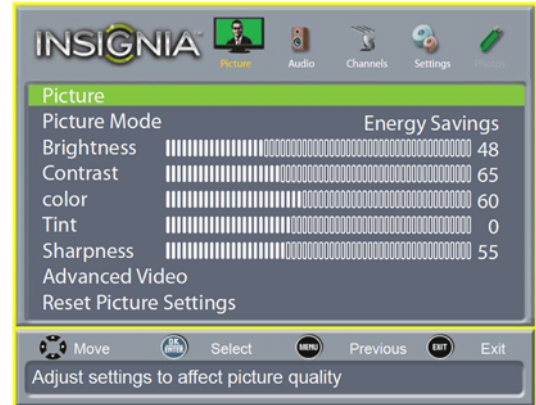 INSIGNIA
Picture Audio Channels Settings Photos
Picture
Picture Mode Energy Savings
Brightness 48
Contrast 65
color 60
Tint 0
Sharpness 55
Advanced Video
Reset Picture Settings
Move OK ENTER Select MENU Previous EXIT Exit
Adjust settings to affect picture quality